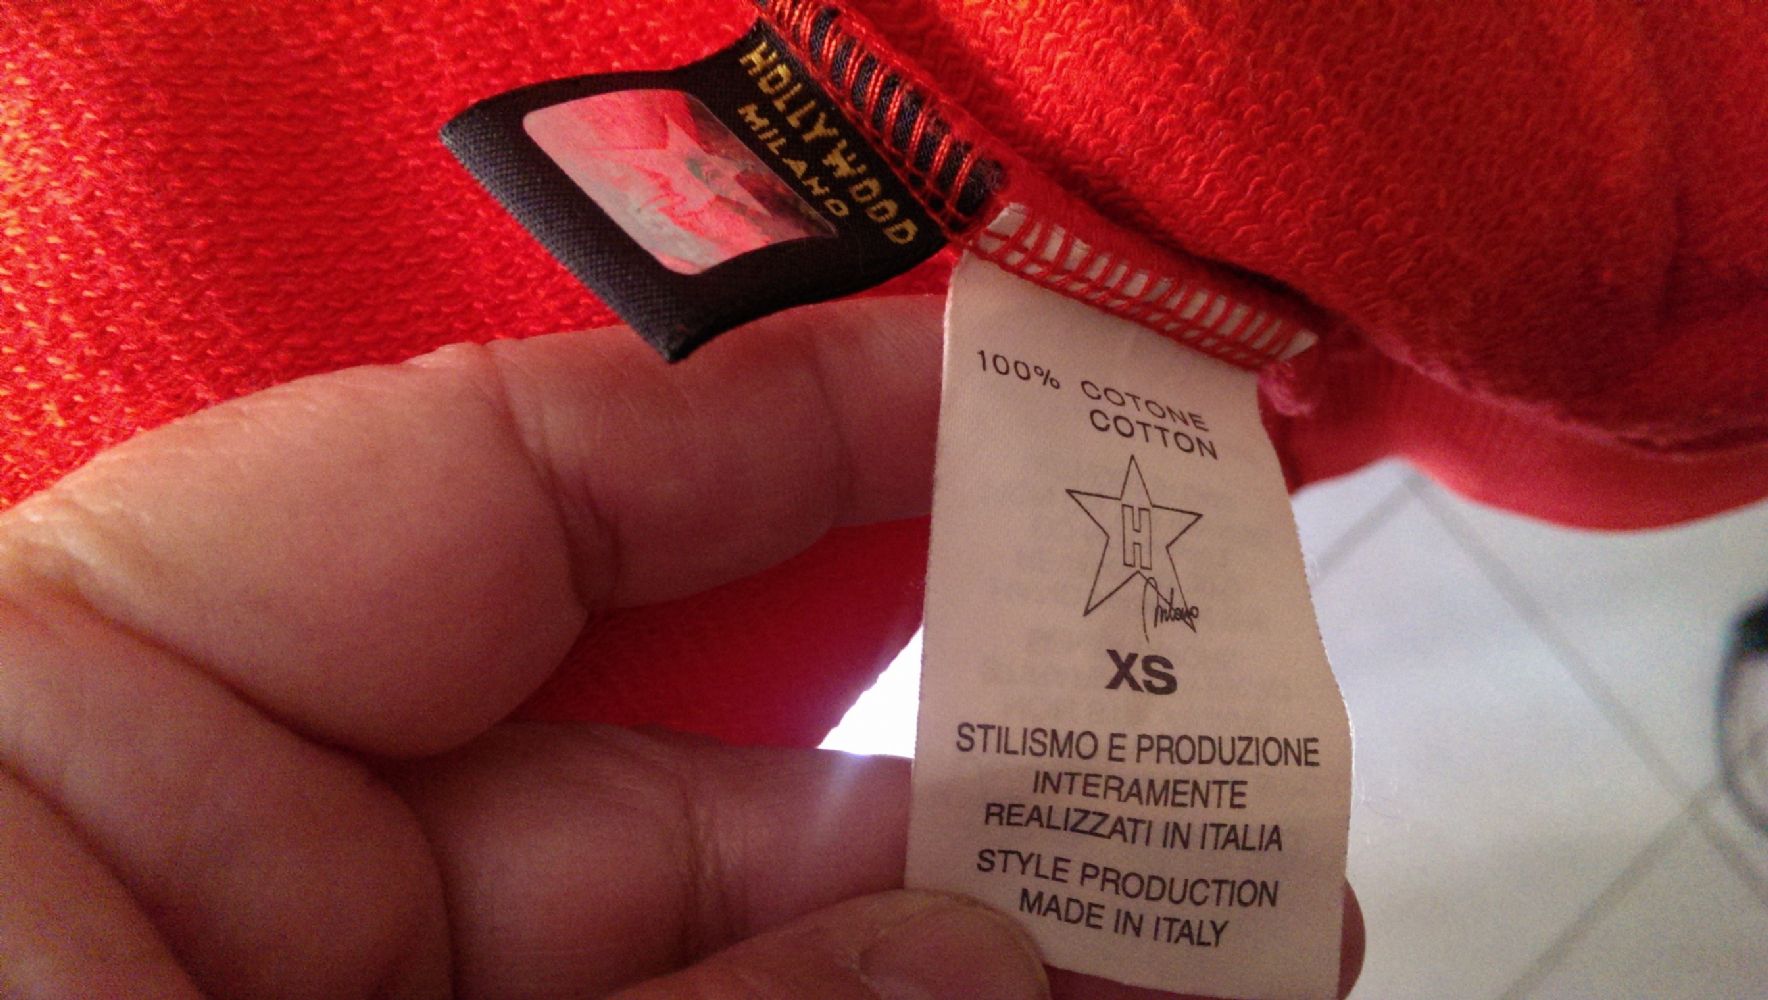 HOLLYWOOD
MILANO
100% COTONE
COTTON
H
XS
STILISMO E PRODUZIONE
INTERAMENTE
REALIZZATI IN ITALIA
STYLE PRODUCTION
MADE IN ITALY